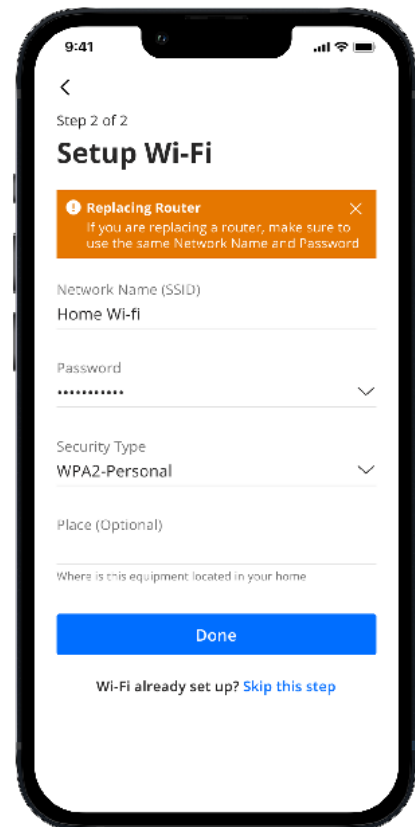 9:41
Step 2 of 2
Setup Wi-Fi
Replacing Router
If you are replacing a router, make sure to
use the same Network Name and Password
Network Name (SSID)
Home Wi-fi
Password
•••••••••••
Security Type
WPA2-Personal
Place (Optional)
Where is this equipment located in your home
Done
Wi-Fi already set up? Skip this step